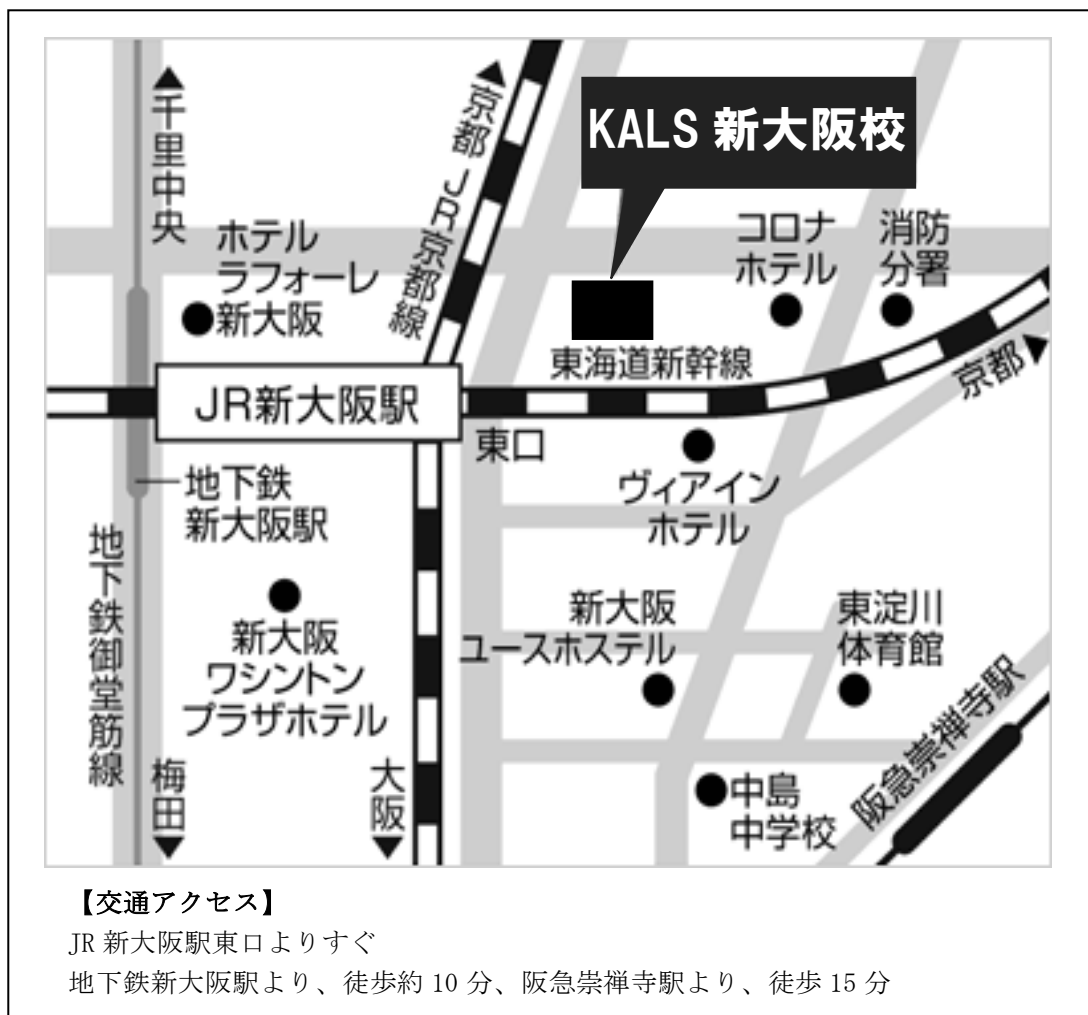 KALS 新大阪校
▲千里中央
▲京都
JR京都線
ホテル
ラフォーレ
新大阪
コロナ
ホテル
消防
分署
東海道新幹線
京都▶
JR新大阪駅
東口
地下鉄
新大阪駅
ヴィアイン
ホテル
地下鉄御堂筋線
新大阪
ワシントン
プラザホテル
新大阪
ユースホステル
東淀川
体育館
阪急崇禅寺駅
梅田▼
大阪▼
中島
中学校
【交通アクセス】
JR 新大阪駅東口よりすぐ
地下鉄新大阪駅より、徒歩約 10 分、阪急崇禅寺駅より、徒歩 15 分